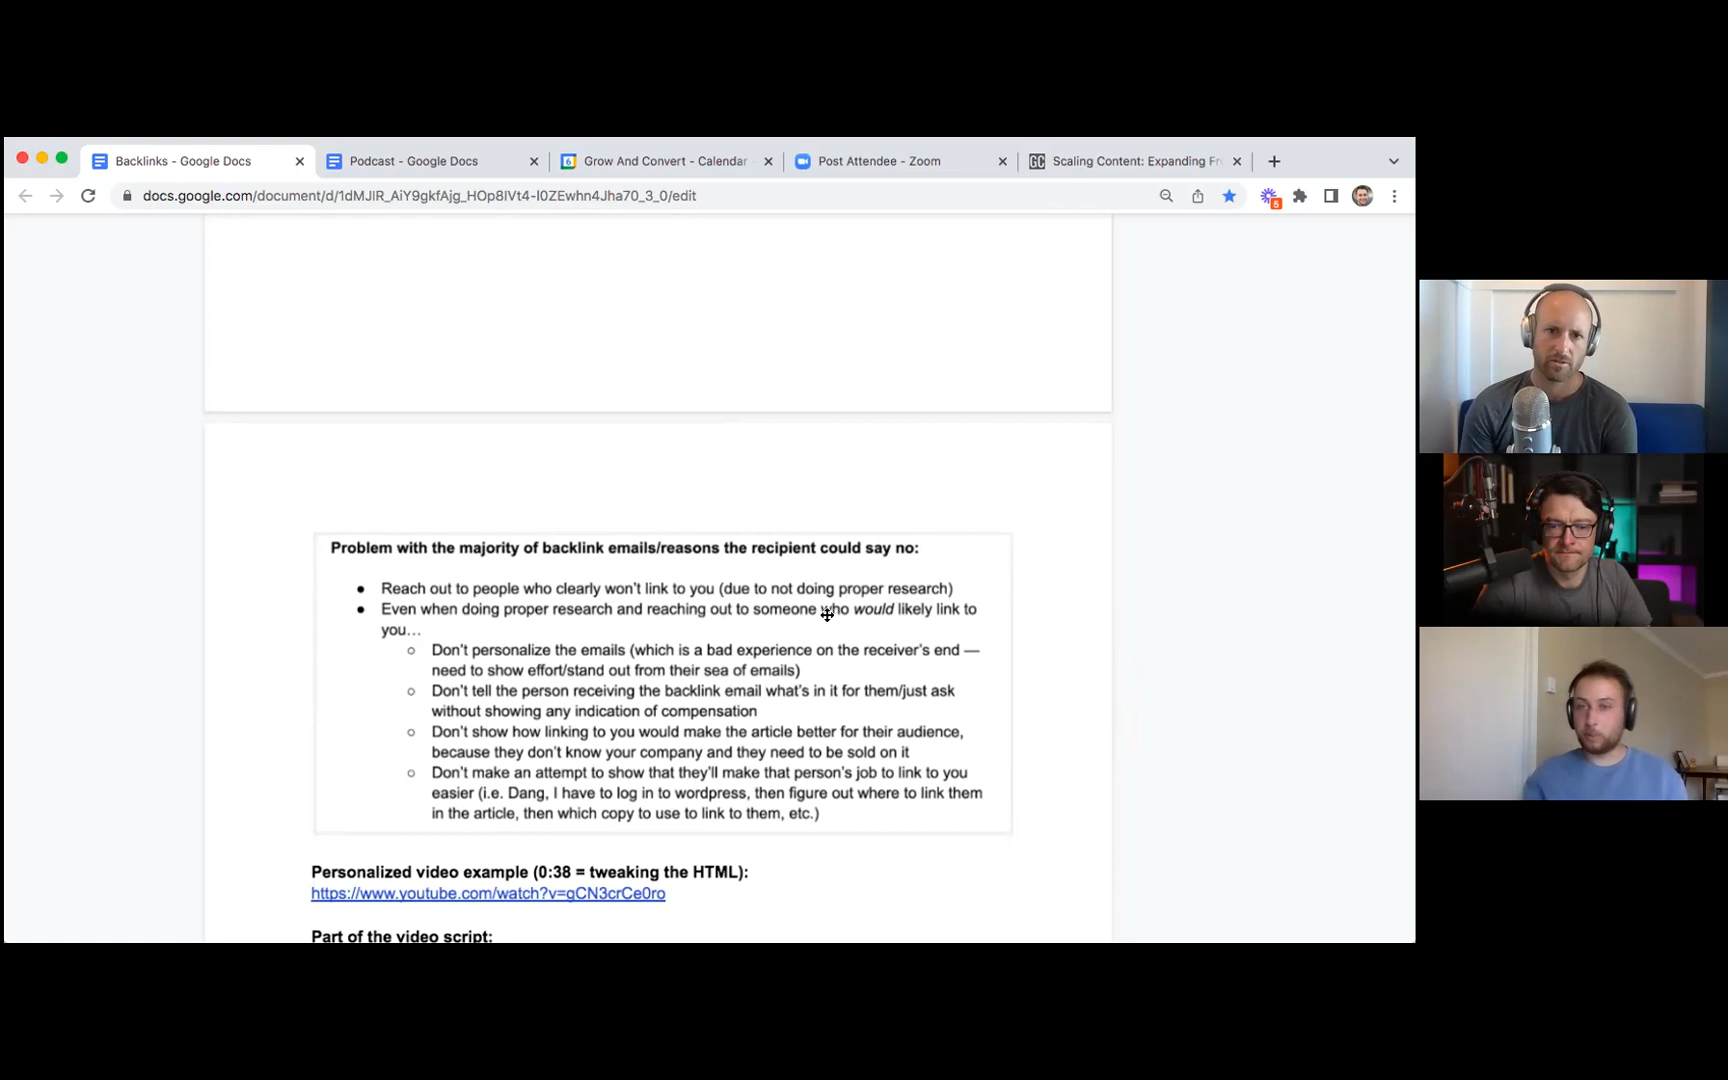 Backlinks - Google Docs
Podcast - Google Docs
Grow And Convert - Calendar
Post Attendee - Zoom
GC Scaling Content: Expanding Fr
docs.google.com/document/d/1dMJlR_AiY9gkfAjg_HOp8lVt4-I0ZEwhn4Jha70_3_0/edit
5
Problem with the majority of backlink emails/reasons the recipient could say no:
● Reach out to people who clearly won't link to you (due to not doing proper research)
● Even when doing proper research and reaching out to someone who would likely link to
you…
○ Don't personalize the emails (which is a bad experience on the receiver's end —
need to show effort/stand out from their sea of emails)
○ Don't tell the person receiving the backlink email what's in it for them/just ask
without showing any indication of compensation
○ Don't show how linking to you would make the article better for their audience,
because they don't know your company and they need to be sold on it
○ Don't make an attempt to show that they'll make that person's job to link to you
easier (i.e. Dang, I have to log in to wordpress, then figure out where to link them
in the article, then which copy to use to link to them, etc.)
Personalized video example (0:38 = tweaking the HTML):
https://www.youtube.com/watch?v=gCN3crCe0ro
Part of the video script: